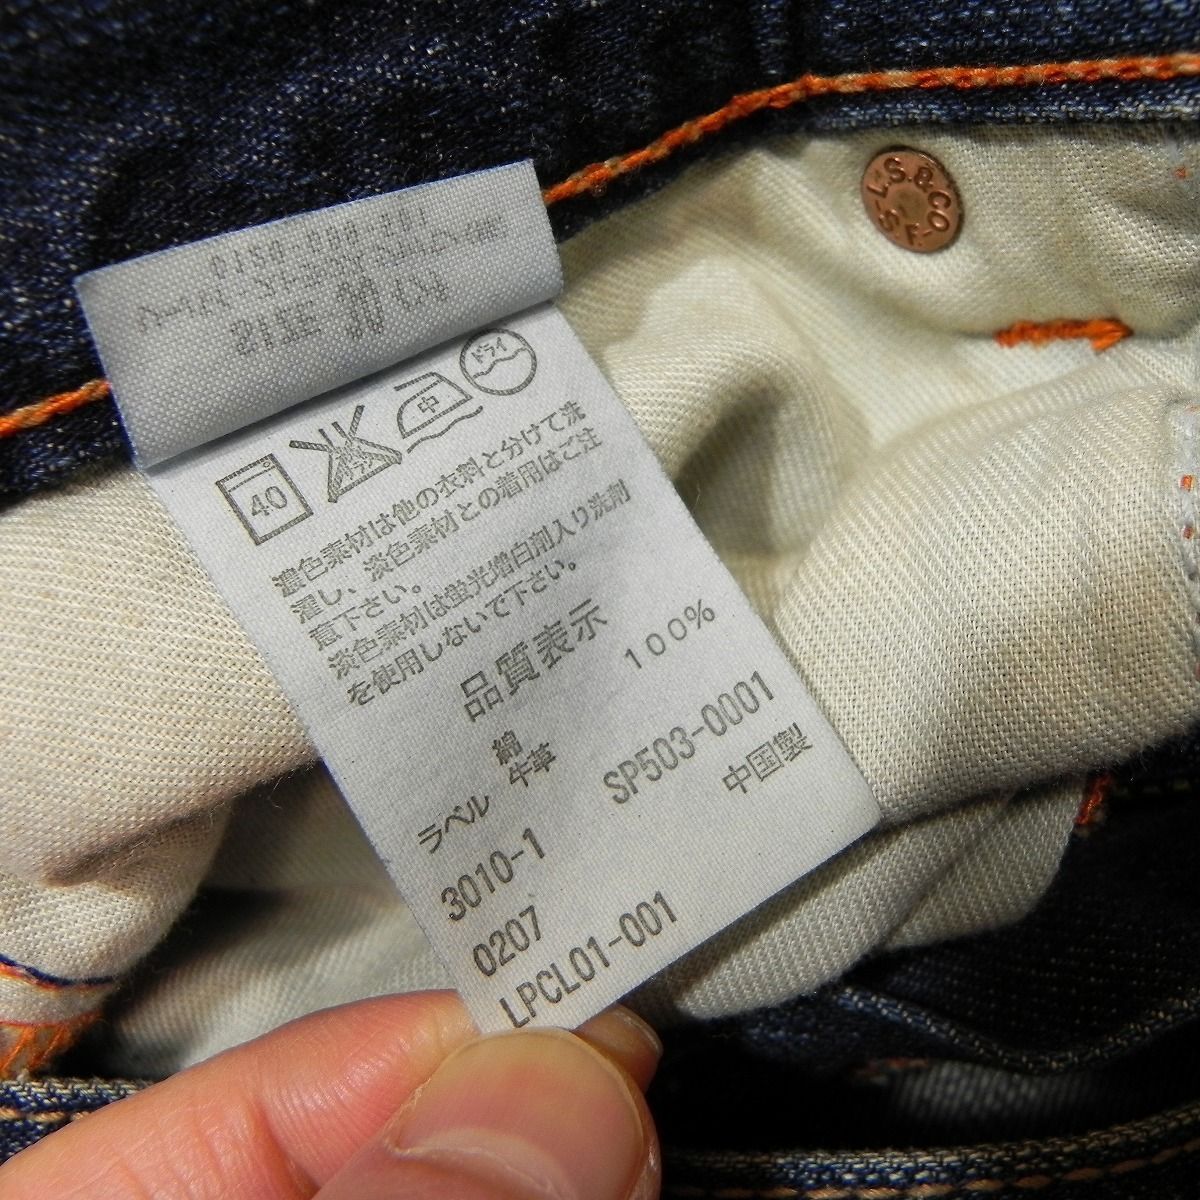 L.S.&CO
S.F.
40
中
ドライ
濃色素材は他の衣料と分けて洗
濯し、淡色素材との着用はご注
意下さい。
淡色素材は蛍光増白剤入り洗剤
を使用しないで下さい。
品質表示
綿 100%
牛革
ラベル
SP503-0001
3010-1 中国製
0207
LPCL01-001